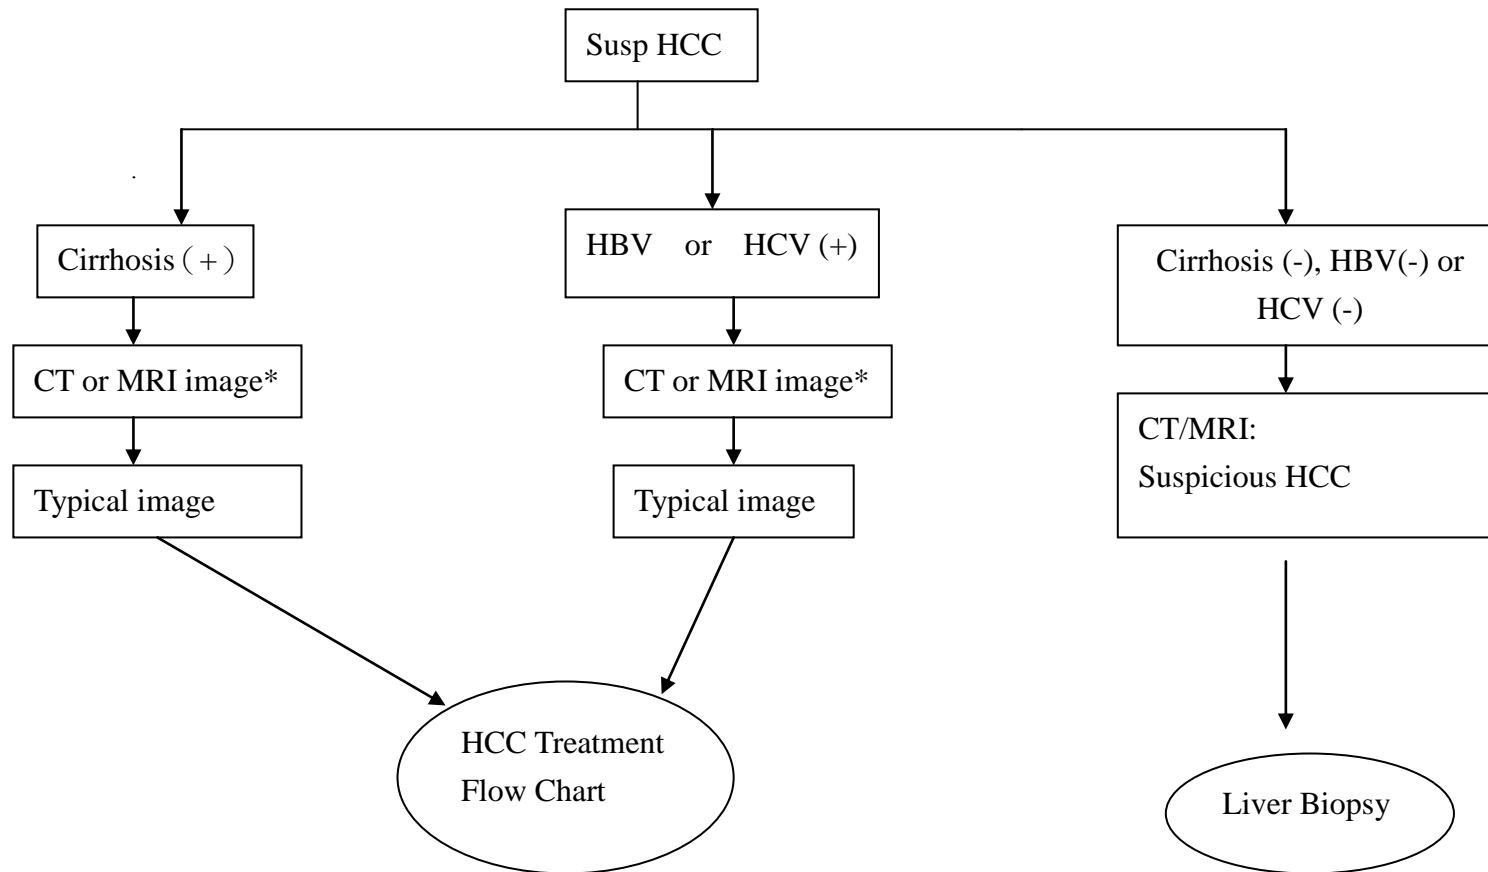 Susp HCC
Cirrhosis（+）
HBV or HCV (+)
Cirrhosis (-), HBV(-) or
HCV (-)
CT or MRI image*
CT or MRI image*
CT/MRI:
Suspicious HCC
Typical image
Typical image
HCC Treatment
Flow Chart
Liver Biopsy